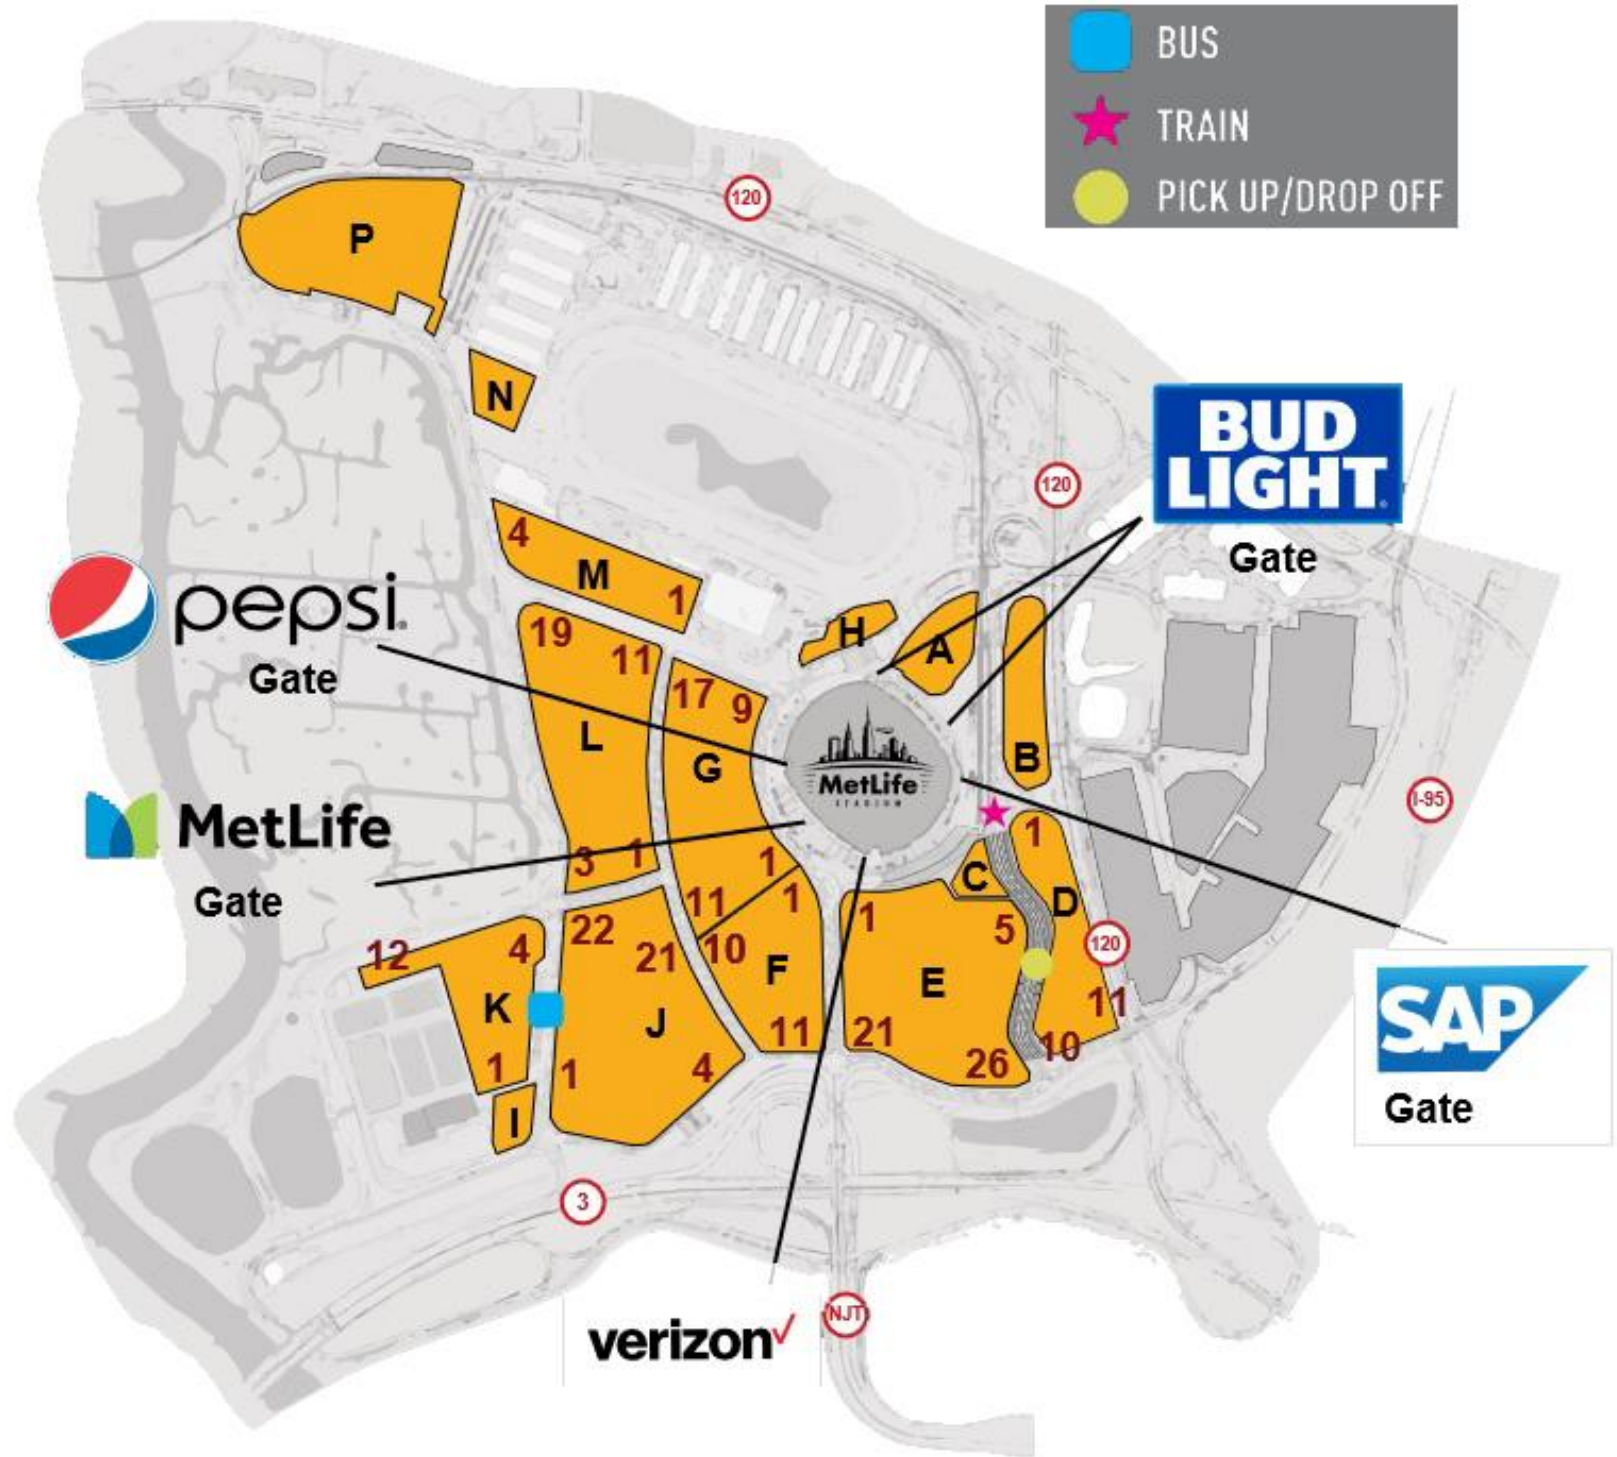 BUS
TRAIN
PICK UP/DROP OFF
120
P
N
BUD
LIGHT
Gate
120
4
M
1
pepsi
Gate
H
A
19
11
17
9
L
G
B
MetLife
STADIUM
I-95
MetLife
Gate
3
1
1
1
C
D
11
1
1
5
22
21
10
F
E
120
12
4
K
J
11
21
11
10
26
1
1
4
I
SAP
Gate
3
verizon
NJT